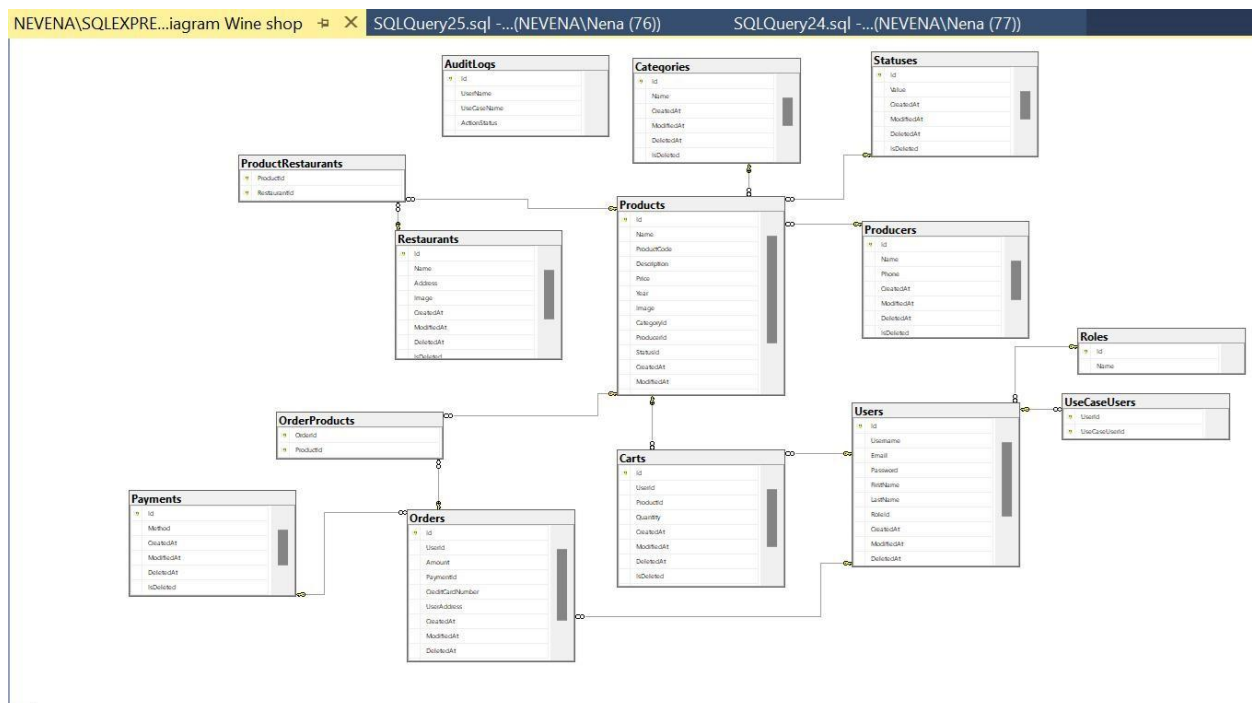 NEVENA\SQLEXPRE...iagram Wine shop
SQLQuery25.sql -...(NEVENA\Nena (76))
SQLQuery24.sql -...(NEVENA\Nena (77))
AuditLogs
Id
UserName
UseCaseName
ActionStatus
Categories
Id
Name
CreatedAt
ModifiedAt
DeletedAt
IsDeleted
Statuses
Id
Value
CreatedAt
ModifiedAt
DeletedAt
IsDeleted
ProductRestaurants
ProductId
RestaurantId
Restaurants
Id
Name
Address
Image
CreatedAt
ModifiedAt
DeletedAt
IsDeleted
Products
Id
Name
ProductCode
Description
Price
Year
Image
CategoryId
ProducerId
StatusId
CreatedAt
ModifiedAt
Producers
Id
Name
Phone
CreatedAt
ModifiedAt
DeletedAt
IsDeleted
Roles
Id
Name
UseCaseUsers
UserId
UseCaseUserId
OrderProducts
OrderId
ProductId
Users
Id
Username
Email
Password
FirstName
LastName
RoleId
CreatedAt
ModifiedAt
DeletedAt
Carts
Id
UserId
ProductId
Quantity
CreatedAt
ModifiedAt
DeletedAt
IsDeleted
Payments
Id
Method
CreatedAt
ModifiedAt
DeletedAt
IsDeleted
Orders
Id
UserId
Amount
PaymentId
CreditCardNumber
UserAddress
CreatedAt
ModifiedAt
DeletedAt